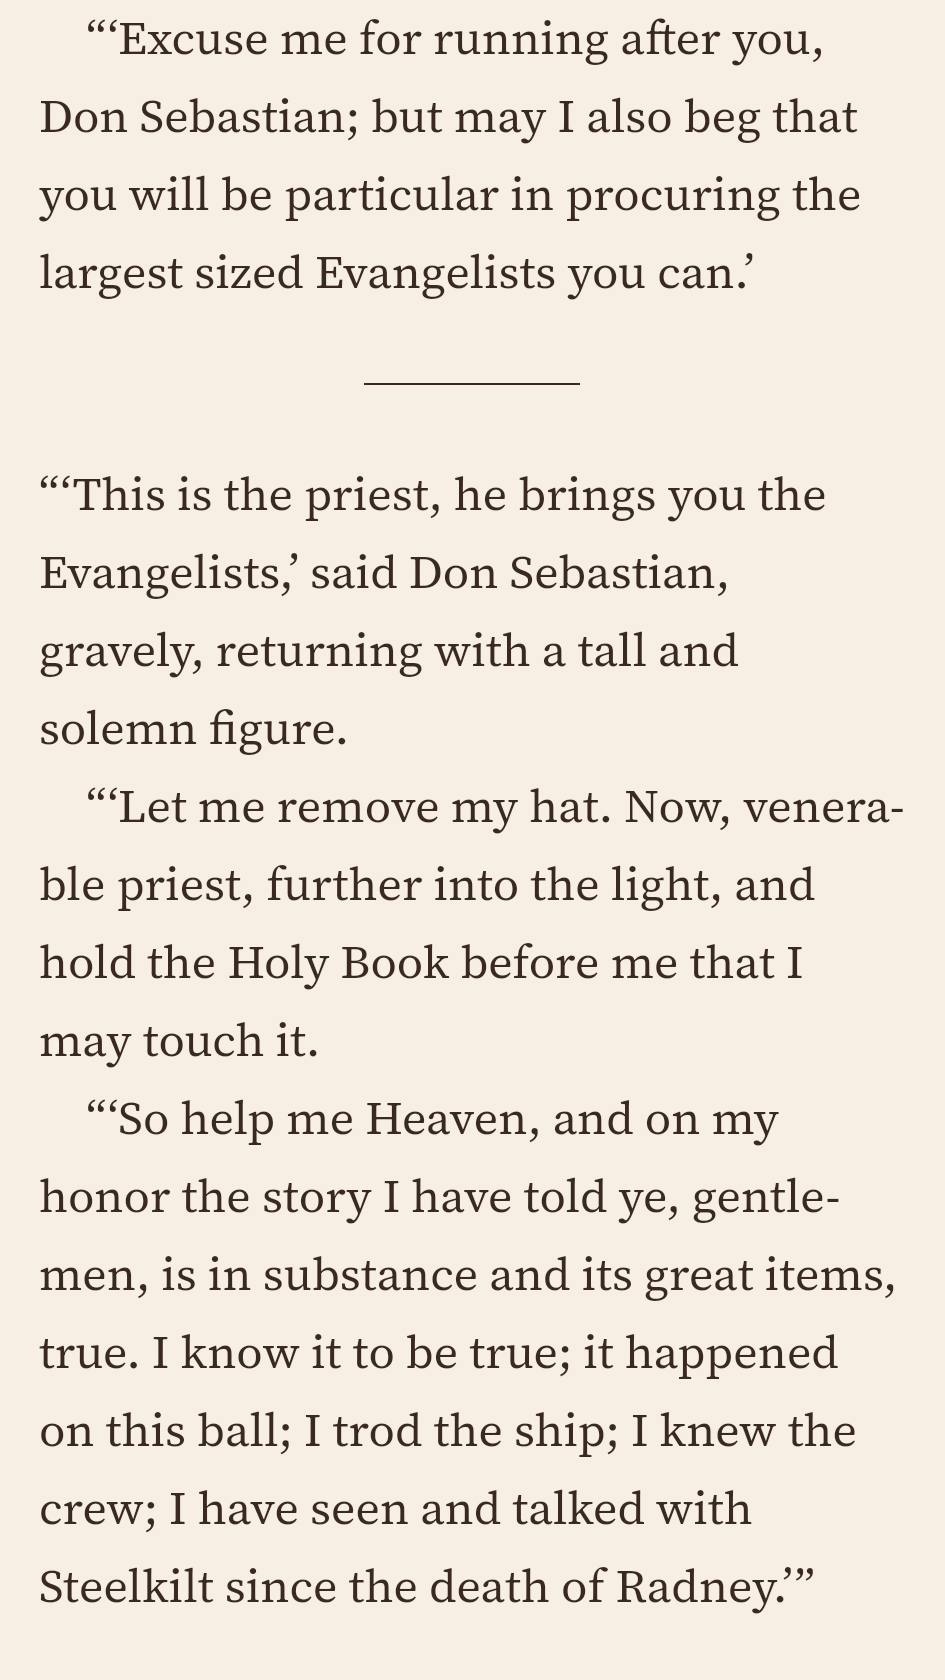 “‘Excuse me for running after you,
Don Sebastian; but may I also beg that
you will be particular in procuring the
largest sized Evangelists you can.’
“‘This is the priest, he brings you the
Evangelists,’ said Don Sebastian,
gravely, returning with a tall and
solemn figure.
“‘Let me remove my hat. Now, venera-
ble priest, further into the light, and
hold the Holy Book before me that I
may touch it.
“‘So help me Heaven, and on my
honor the story I have told ye, gentle-
men, is in substance and its great items,
true. I know it to be true; it happened
on this ball; I trod the ship; I knew the
crew; I have seen and talked with
Steelkilt since the death of Radney.’”